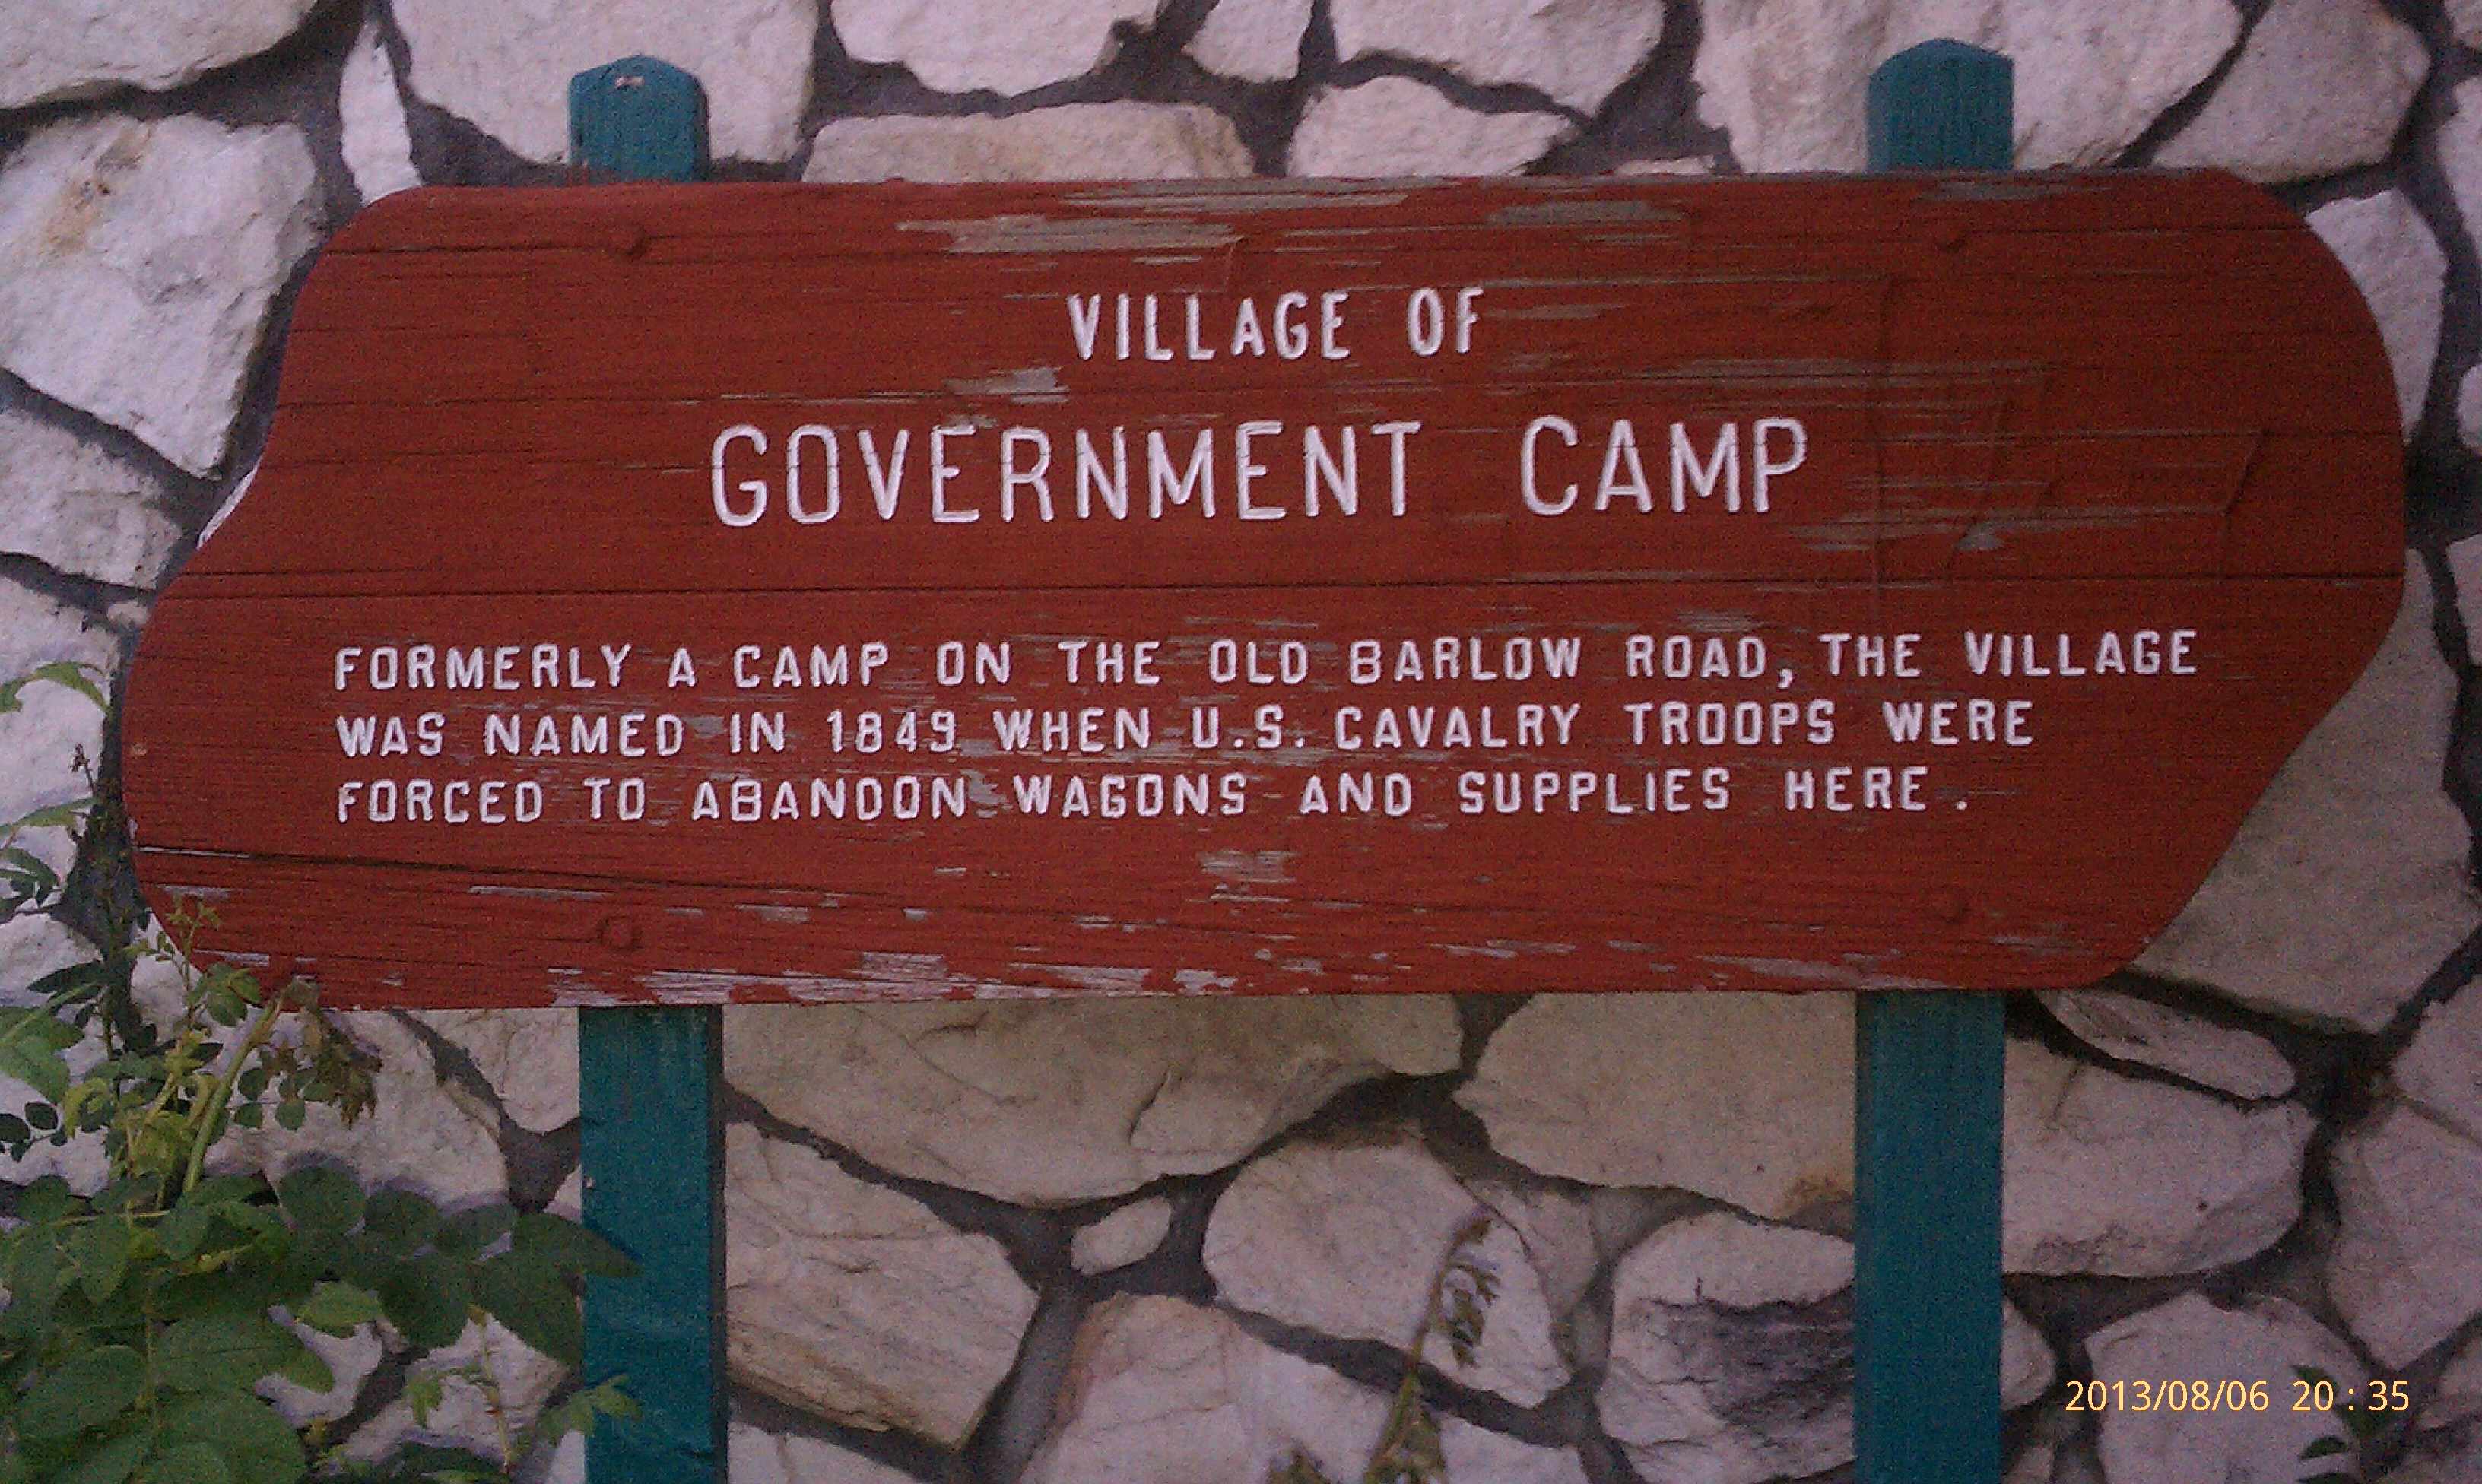 VILLAGE OF
GOVERNMENT CAMP
FORMERLY A CAMP ON THE OLD BARLOW ROAD, THE VILLAGE
WAS NAMED IN 1849 WHEN U.S. CAVALRY TROOPS WERE
FORCED TO ABANDON WAGONS AND SUPPLIES HERE.
2013/08/06 20:35